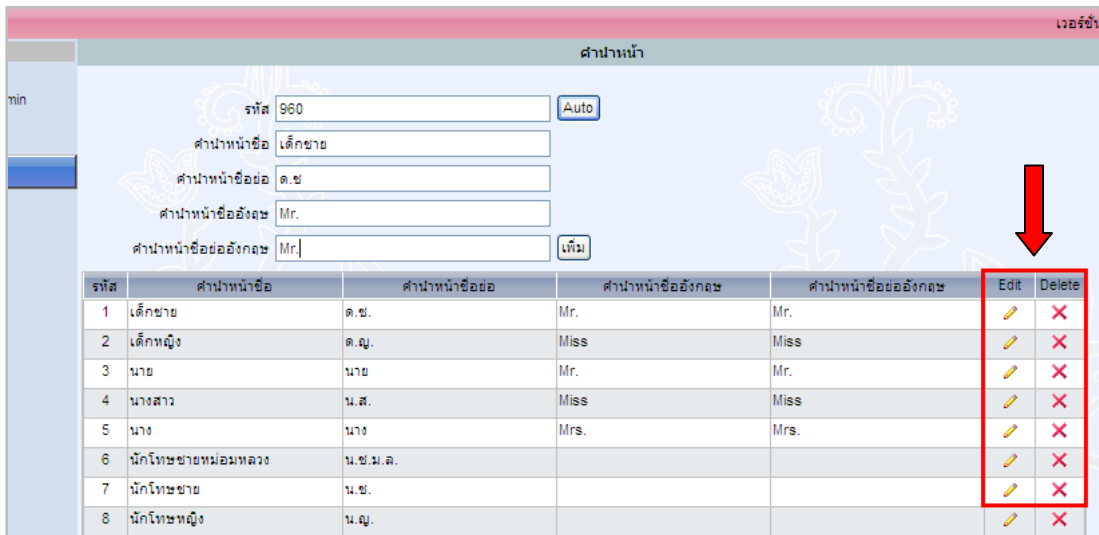 เวอร์ชั่น
คำนำหน้า
min
รหัส 960 Auto
คำนำหน้าชื่อ เด็กชาย
คำนำหน้าชื่อย่อ ด.ช
คำนำหน้าชื่ออังกฤษ Mr.
คำนำหน้าชื่อย่ออังกฤษ Mr. เพิ่ม
รหัส คำนำหน้าชื่อ คำนำหน้าชื่อย่อ คำนำหน้าชื่ออังกฤษ คำนำหน้าชื่อย่ออังกฤษ Edit Delete
1 เด็กชาย ด.ช. Mr. Mr.
2 เด็กหญิง ด.ญ. Miss Miss
3 นาย นาย Mr. Mr.
4 นางสาว น.ส. Miss Miss
5 นาง นาง Mrs. Mrs.
6 นักโทษชายหม่อมหลวง น.ช.ม.ล.
7 นักโทษชาย น.ช.
8 นักโทษหญิง น.ญ.